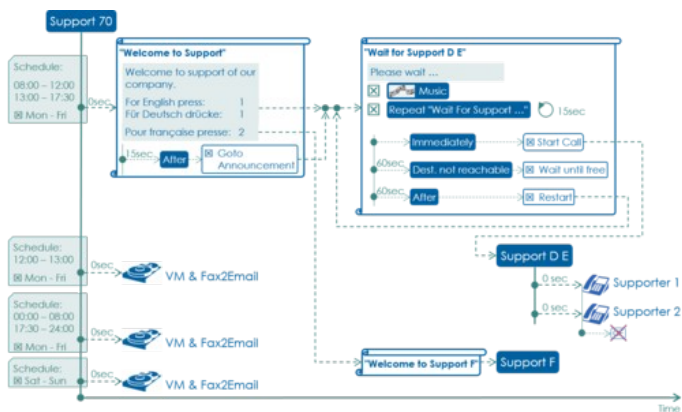 Support 70
Schedule:
08:00 – 12:00
13:00 – 17:30
Mon - Fri
0sec
"Welcome to Support"
Welcome to support of our
company.
For English press: 1
Für Deutsch drücke: 1
Pour française presse: 2
15sec
After
Goto
Announcement
"Wait for Support D E"
Please wait ...
Music
Repeat "Wait For Support ..."
15sec
Immediately
Start Call
60sec
Dest. not reachable
Wait until free
60sec
After
Restart
Schedule:
12:00 – 13:00
Mon - Fri
0sec
VM & Fax2Email
Support D E
0 sec
Supporter 1
0 sec
Supporter 2
Schedule:
00:00 – 08:00
17:30 – 24:00
Mon - Fri
0sec
VM & Fax2Email
"Welcome to Support F"
Support F
Schedule:
Sat - Sun
0sec
VM & Fax2Email
Time